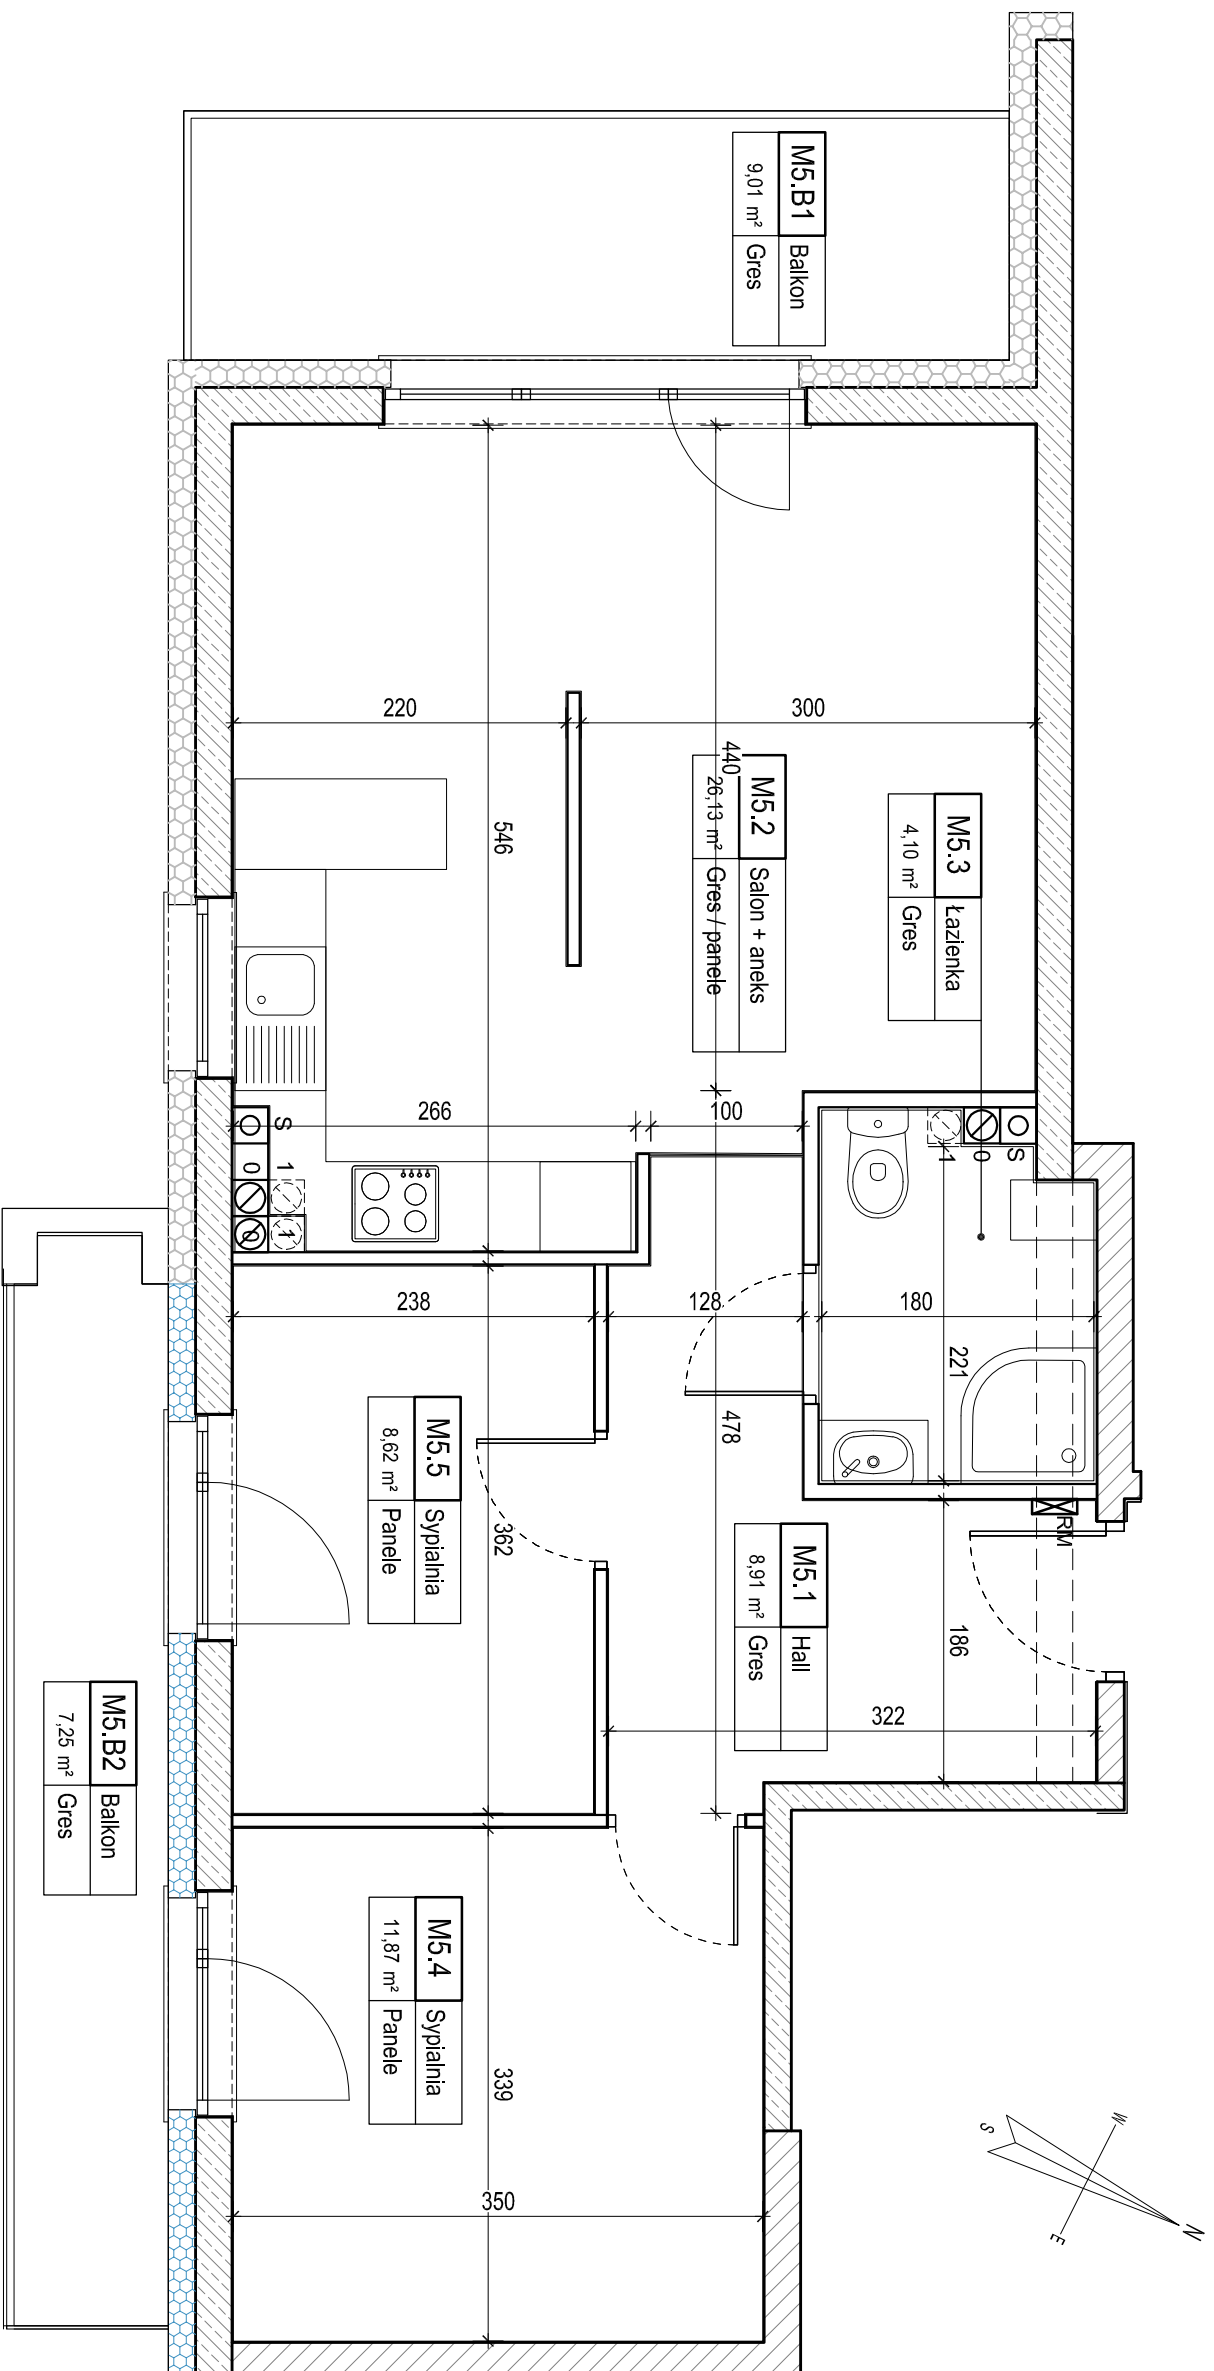 M5.B1
Balkon
9,01 m²
Gres
M5.3
Łazienka
4,10 m²
Gres
M5.2
Salon + aneks
26,13 m²
Gres / panele
M5.1
Hall
8,91 m²
Gres
M5.5
Sypialnia
8,62 m²
Panele
M5.4
Sypialnia
11,87 m²
Panele
M5.B2
Balkon
7,25 m²
Gres
220
300
440
546
266
100
238
128
180
221
478
362
186
322
339
350
S
0
1
S
1
0
1
0
RM
N
S
W
E